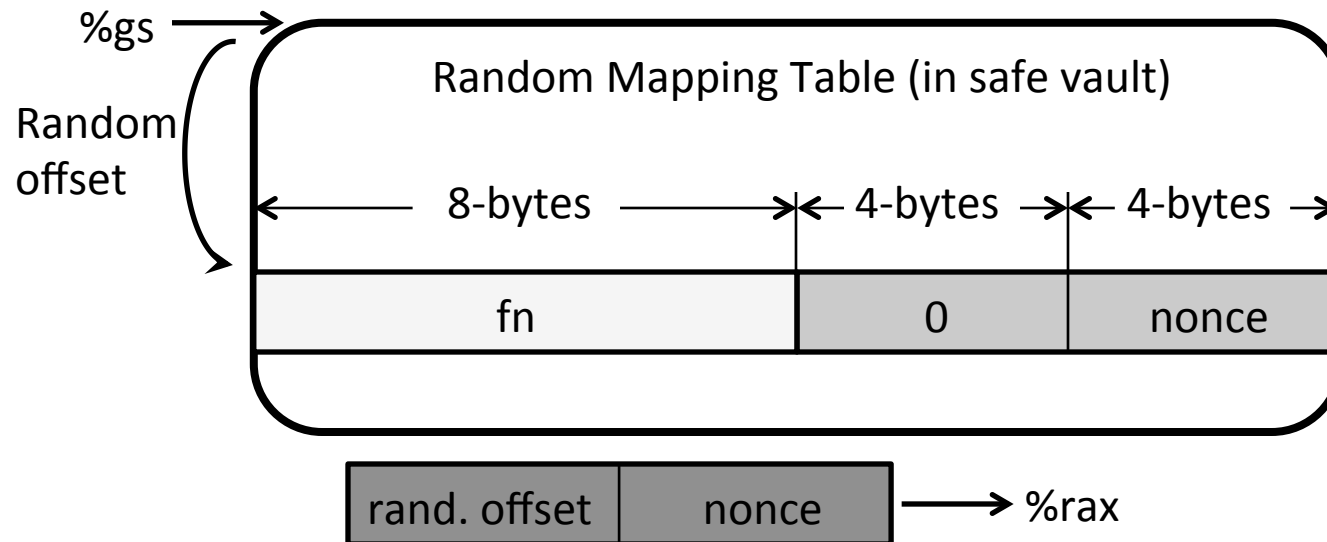 %gs
Random Mapping Table (in safe vault)
Random
offset
8-bytes
4-bytes
4-bytes
fn
0
nonce
rand. offset
nonce
%rax